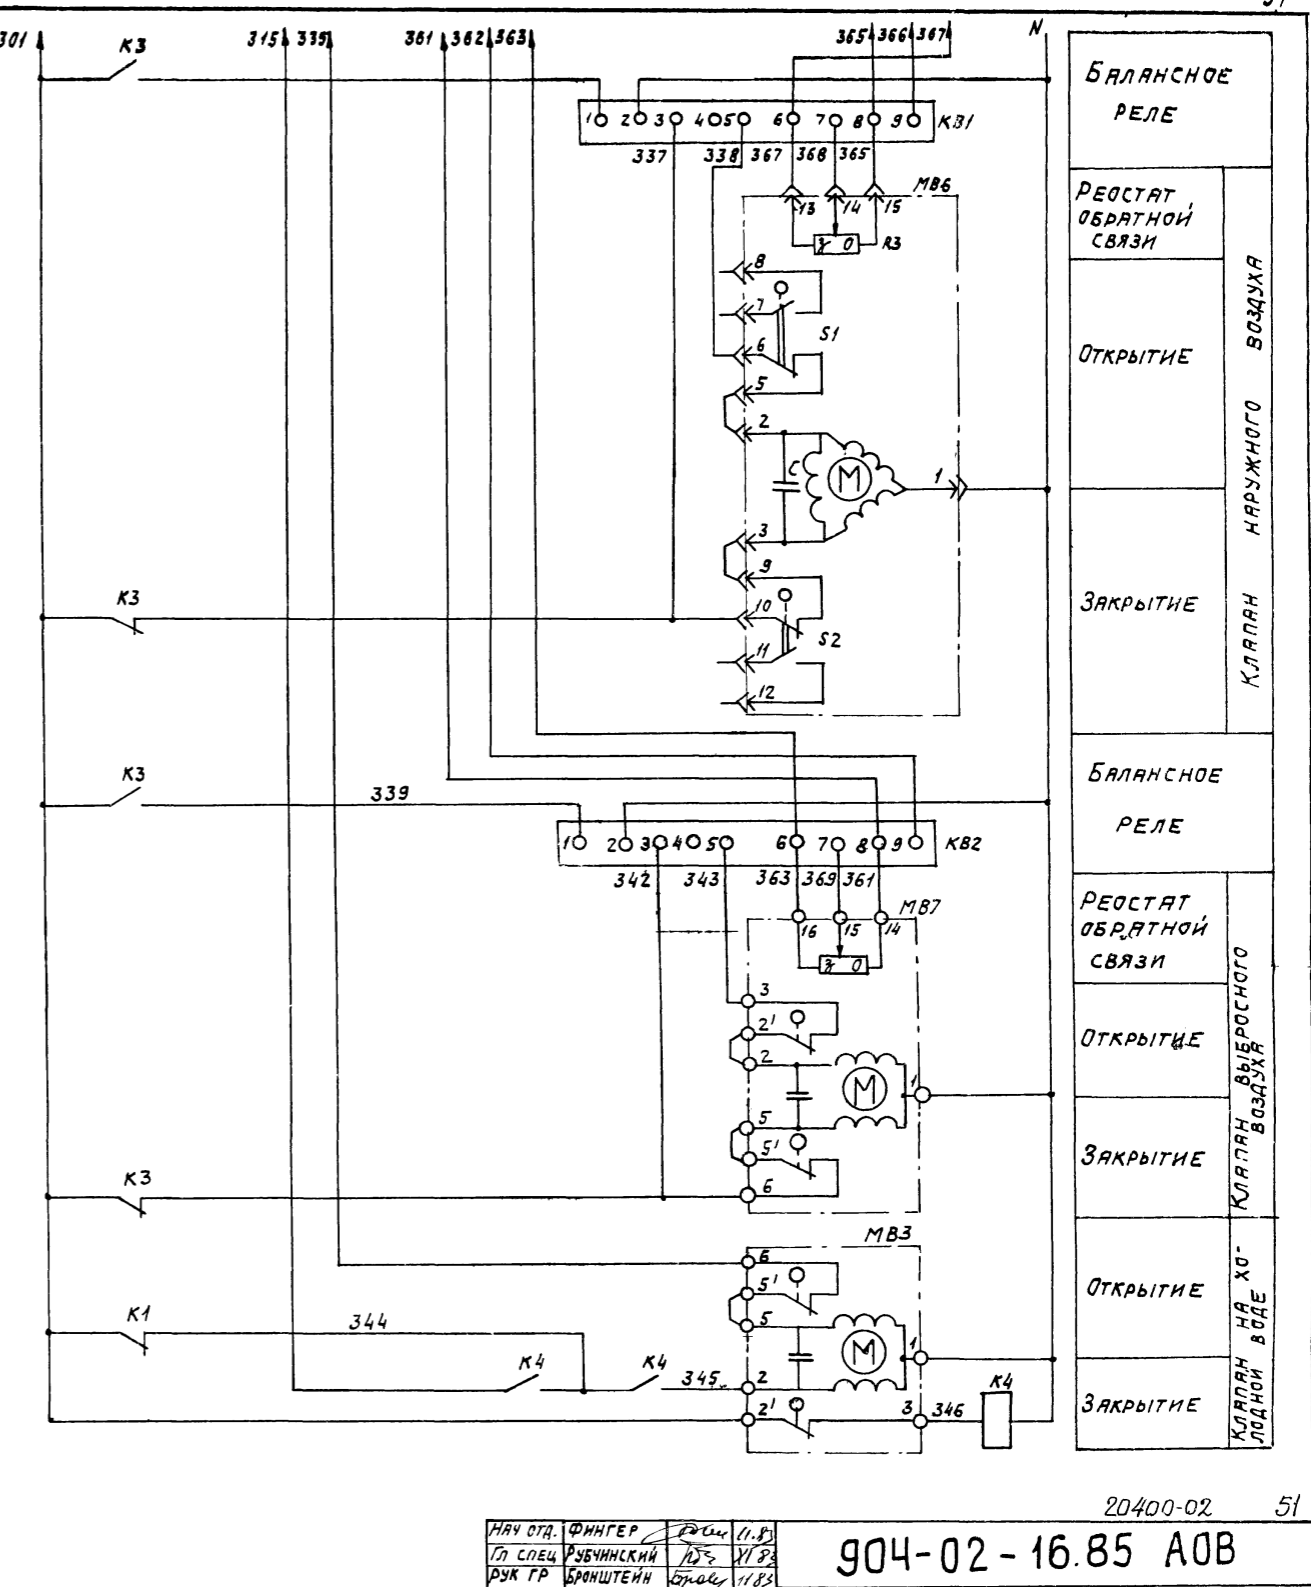 301
К3
315
339
361
362
363
365
366
367
N
БАЛАНСНОЕ
РЕЛЕ
1 2 3 4 5 6 7 8 9 КВ1
337 338 367 368 365
МВ6
13 14 15
З О R3
РЕОСТАТ
ОБРАТНОЙ
СВЯЗИ
8
7
S1
6
5
2
С М 1
3
9
К3
10
S2
11
12
ОТКРЫТИЕ
ЗАКРЫТИЕ
КЛАПАН НАРУЖНОГО ВОЗДУХА
К3
339
БАЛАНСНОЕ
РЕЛЕ
1 2 3 4 5 6 7 8 9 КВ2
342 343 363 369 361
МВ7
16 15 14
З О
РЕОСТАТ
ОБРАТНОЙ
СВЯЗИ
3
2'
2
М 1
5
5'
К3
6
ОТКРЫТИЕ
ЗАКРЫТИЕ
КЛАПАН ВЫБРОСНОГО
ВОЗДУХА
МВ3
6
5'
К1
344
5
М 1
К4 К4 345 2
К4
2' 3 346
ОТКРЫТИЕ
ЗАКРЫТИЕ
КЛАПАН НА ХО-
ЛОДНОЙ ВОДЕ
20400-02 51
НАЧ ОТД. ФИНГЕР 11.83
ГЛ СПЕЦ РУБЧИНСКИЙ XI 83
РУК ГР БРОНШТЕЙН 11 83
904-02-16.85 АОВ